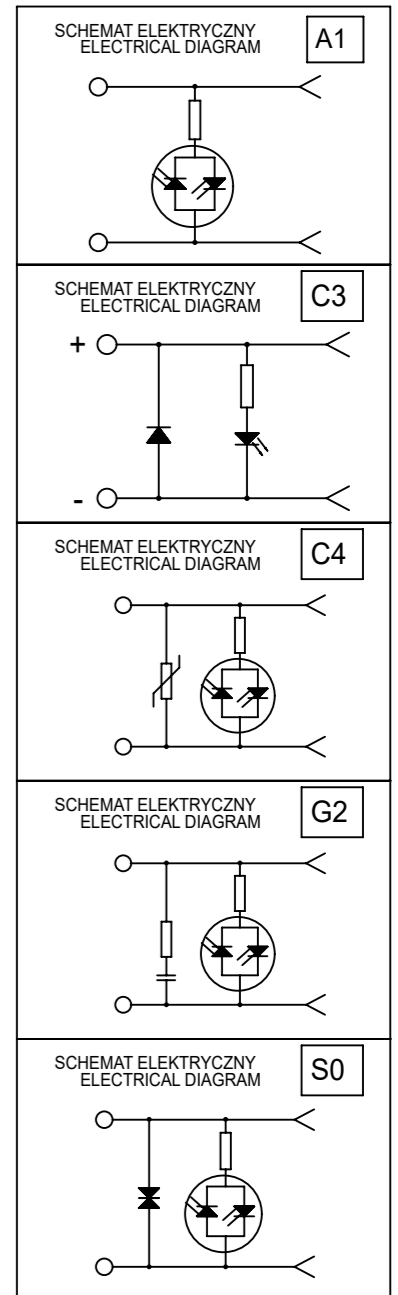 SCHEMAT ELEKTRYCZNY
ELECTRICAL DIAGRAM
A1
SCHEMAT ELEKTRYCZNY
ELECTRICAL DIAGRAM
C3
+
-
SCHEMAT ELEKTRYCZNY
ELECTRICAL DIAGRAM
C4
SCHEMAT ELEKTRYCZNY
ELECTRICAL DIAGRAM
G2
SCHEMAT ELEKTRYCZNY
ELECTRICAL DIAGRAM
S0